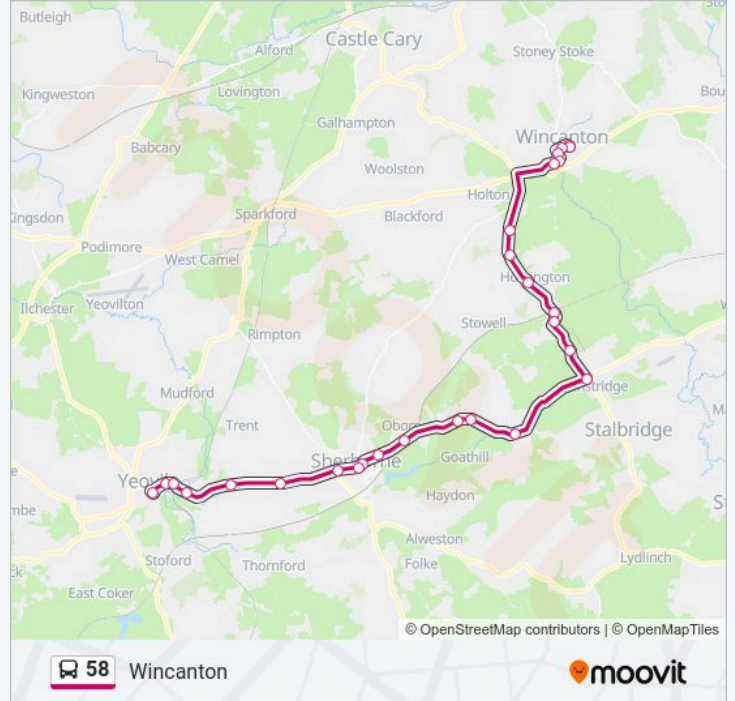 Butleigh
Castle Cary
Alford
Stoney Stoke
Kingweston
Lovington
Bou
Galhampton
Wincanton
Babcary
Woolston
Holton
Kingsdon
Sparkford
Blackford
Podimore
West Camel
Ilchester
Yeovilton
Stowell
Rimpton
Mudford
Stalbridge
Trent
Goathill
Haydon
Alweston
Stoford
Thornford
Folke
Lydlinch
East Coker
© OpenStreetMap contributors | © OpenMapTiles
58 Wincanton
moovit